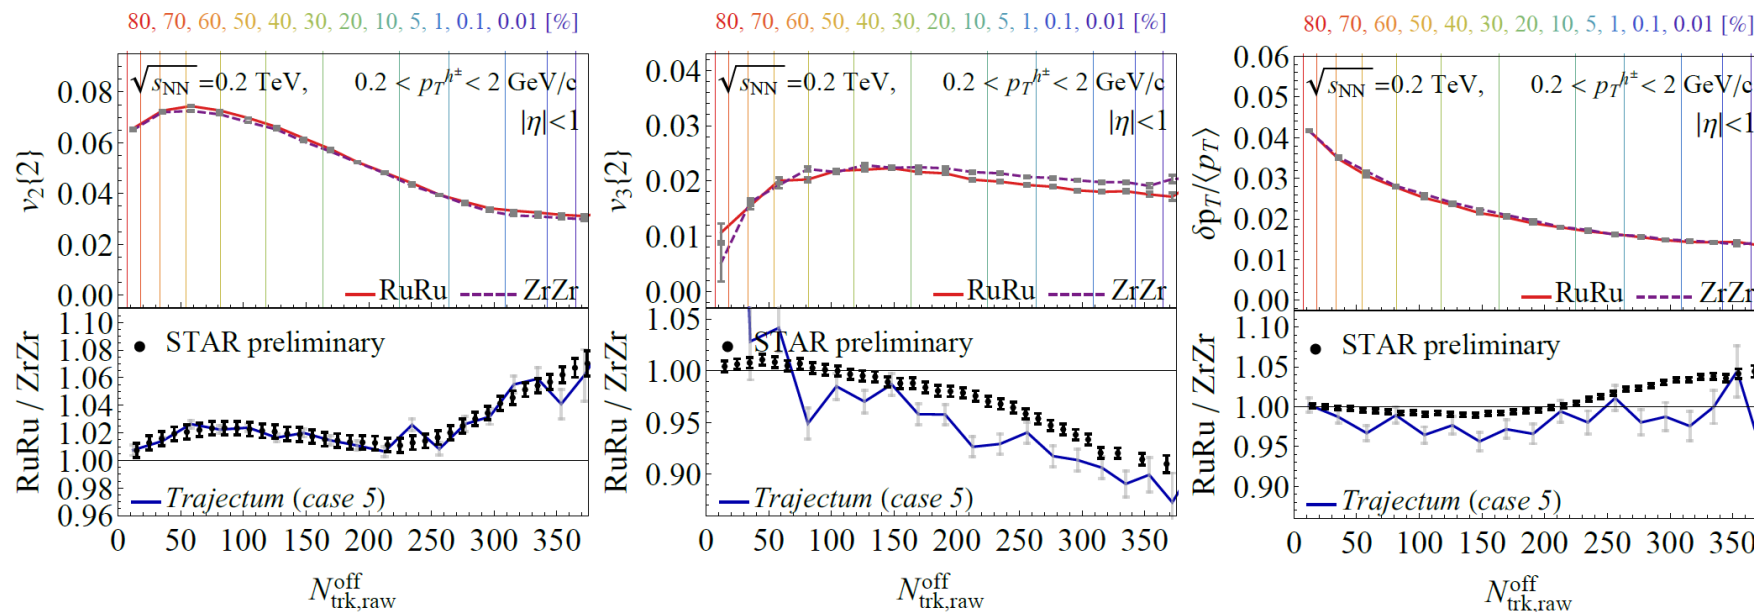 80, 70, 60, 50, 40, 30, 20, 10, 5, 1, 0.1, 0.01 [%]
√sNN =0.2 TeV, 0.2 < pT^h± < 2 GeV/c
|η|<1
v2{2}
0.08
0.06
0.04
0.02
0.00
RuRu ZrZr
RuRu / ZrZr
1.10
1.08
1.06
1.04
1.02
1.00
0.98
0.96
STAR preliminary
Trajectum (case 5)
0 50 100 150 200 250 300 350
N^off_trk,raw
80, 70, 60, 50, 40, 30, 20, 10, 5, 1, 0.1, 0.01 [%]
√sNN =0.2 TeV, 0.2 < pT^h± < 2 GeV/c
|η|<1
v3{2}
0.04
0.03
0.02
0.01
0.00
RuRu ZrZr
RuRu / ZrZr
1.05
1.00
0.95
0.90
STAR preliminary
Trajectum (case 5)
0 50 100 150 200 250 300 350
N^off_trk,raw
80, 70, 60, 50, 40, 30, 20, 10, 5, 1, 0.1, 0.01 [%]
√sNN =0.2 TeV, 0.2 < pT^h± < 2 GeV/c
|η|<1
δpT/⟨pT⟩
0.06
0.05
0.04
0.03
0.02
0.01
0.00
RuRu ZrZr
RuRu / ZrZr
1.10
1.05
1.00
0.95
0.90
STAR preliminary
Trajectum (case 5)
0 50 100 150 200 250 300 350
N^off_trk,raw